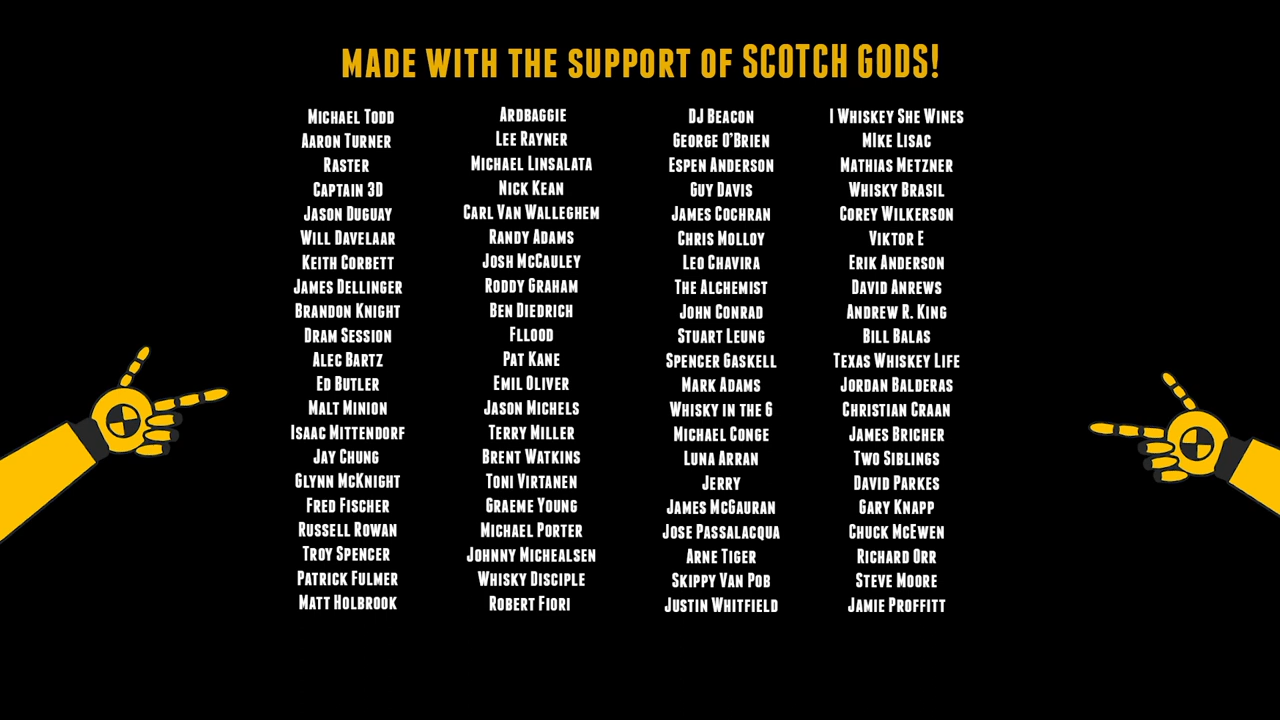 MADE WITH THE SUPPORT OF SCOTCH GODS!
MICHAEL TODD
AARON TURNER
RASTER
CAPTAIN 3D
JASON DUGUAY
WILL DAVELAAR
KEITH CORBETT
JAMES DELLINGER
BRANDON KNIGHT
DRAM SESSION
ALEC BARTZ
ED BUTLER
MALT MINION
ISAAC MITTENDORF
JAY CHUNG
GLYNN MCKNIGHT
FRED FISCHER
RUSSELL ROWAN
TROY SPENCER
PATRICK FULMER
MATT HOLBROOK
ARDBAGGIE
LEE RAYNER
MICHAEL LINSALATA
NICK KEAN
CARL VAN WALLEGHEM
RANDY ADAMS
JOSH MCCAULEY
RODDY GRAHAM
BEN DIEDRICH
FLLOOD
PAT KANE
EMIL OLIVER
JASON MICHELS
TERRY MILLER
BRENT WATKINS
TONI VIRTANEN
GRAEME YOUNG
MICHAEL PORTER
JOHNNY MICHEALSEN
WHISKY DISCIPLE
ROBERT FIORI
DJ BEACON
GEORGE O'BRIEN
ESPEN ANDERSON
GUY DAVIS
JAMES COCHRAN
CHRIS MOLLOY
LEO CHAVIRA
THE ALCHEMIST
JOHN CONRAD
STUART LEUNG
SPENCER GASKELL
MARK ADAMS
WHISKY IN THE 6
MICHAEL CONGE
LUNA ARRAN
JERRY
JAMES MCGAURAN
JOSE PASSALACQUA
ARNE TIGER
SKIPPY VAN POB
JUSTIN WHITFIELD
I WHISKEY SHE WINES
MIKE LISAC
MATHIAS METZNER
WHISKY BRASIL
COREY WILKERSON
VIKTOR E
ERIK ANDERSON
DAVID ANREWS
ANDREW R. KING
BILL BALAS
TEXAS WHISKEY LIFE
JORDAN BALDERAS
CHRISTIAN CRAAN
JAMES BRICHER
TWO SIBLINGS
DAVID PARKES
GARY KNAPP
CHUCK MCEWEN
RICHARD ORR
STEVE MOORE
JAMIE PROFFITT